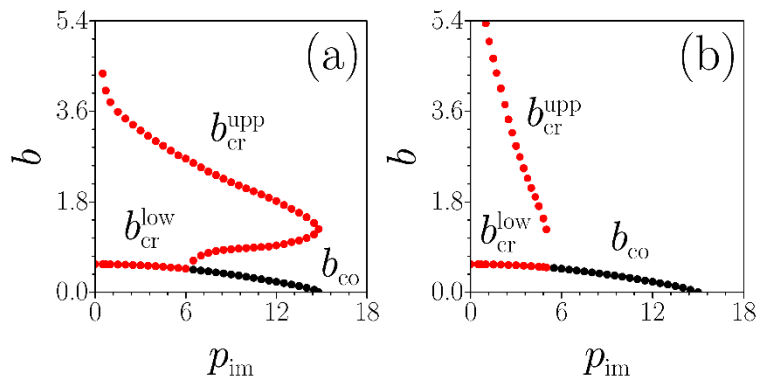 5.4
3.6
1.8
0.0
b
(a)
b_cr^upp
b_cr^low
b_co
0 6 12 18
p_im
5.4
3.6
1.8
0.0
b
(b)
b_cr^upp
b_cr^low
b_co
0 6 12 18
p_im